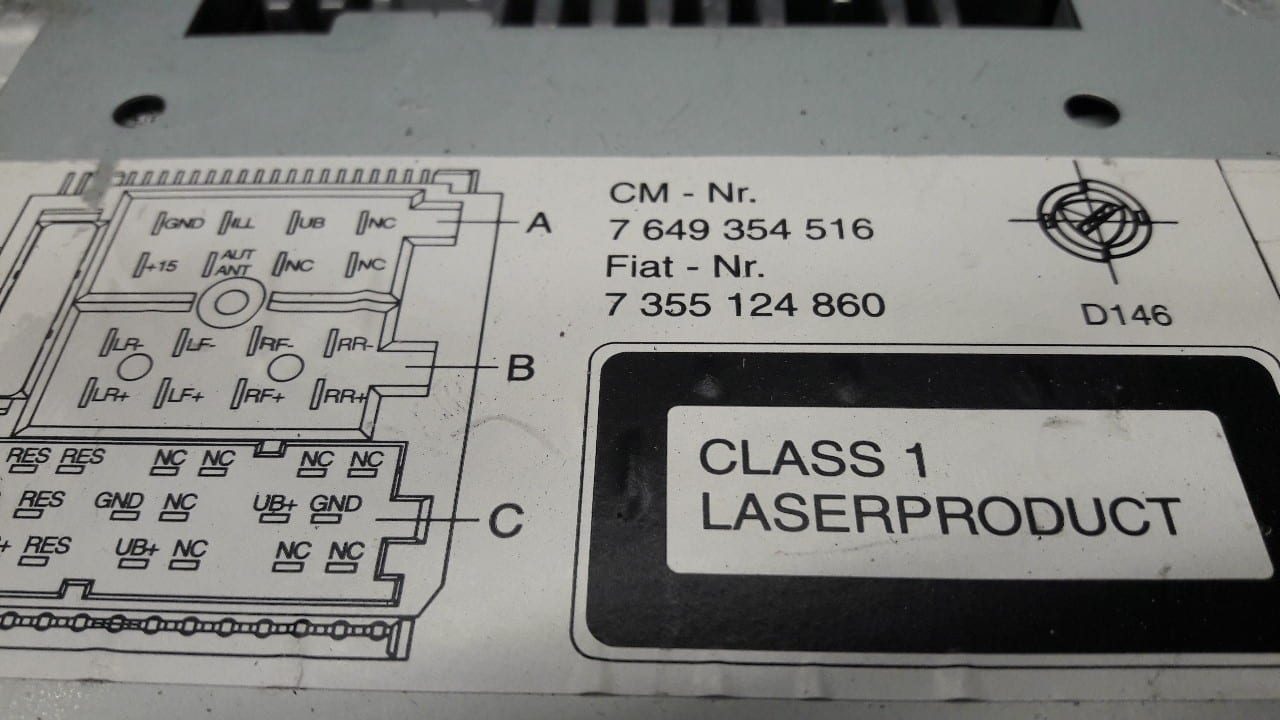 GND ILL UB NC A
+15 AUT ANT NC NC
LR- LF- RF- RR- B
LR+ LF+ RF+ RR+
RES RES NC NC NC NC
RES GND NC UB+ GND C
+ RES UB+ NC NC NC
CM - Nr.
7 649 354 516
Fiat - Nr.
7 355 124 860
D146
CLASS 1
LASERPRODUCT